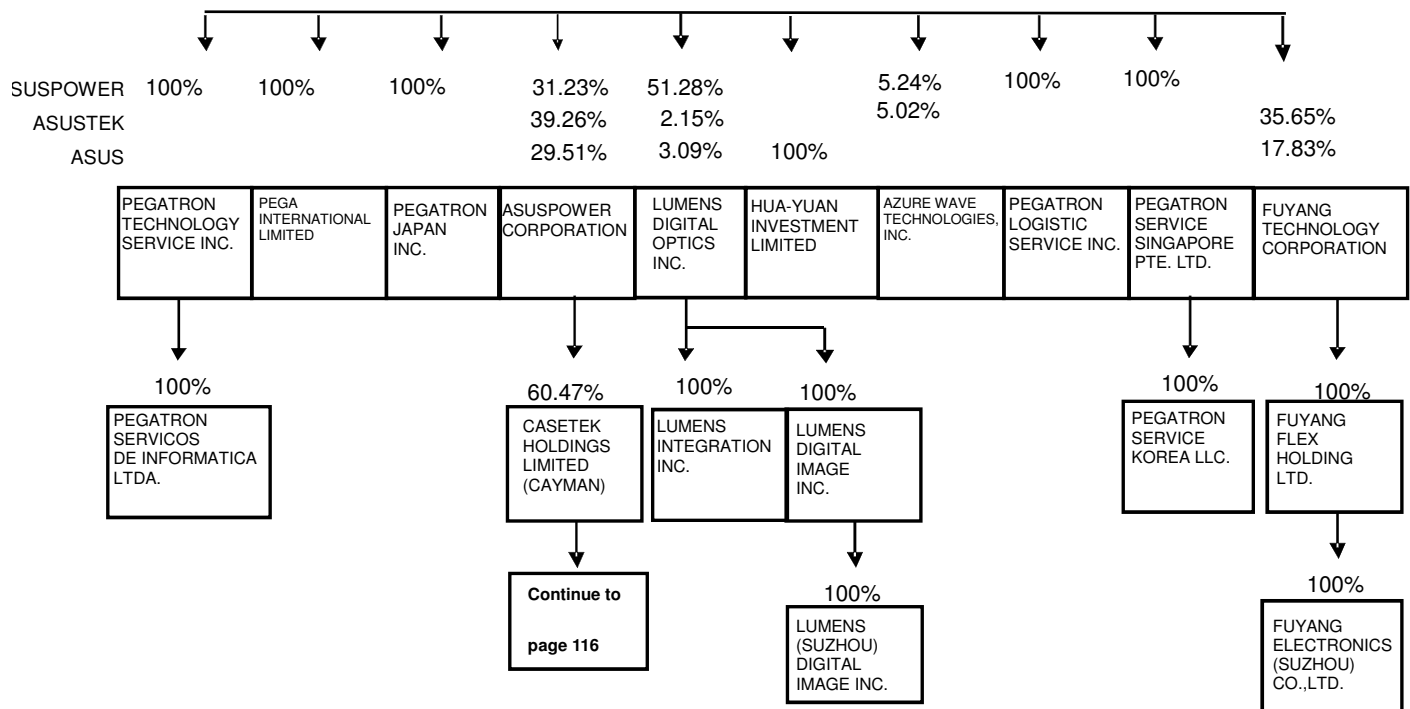 SUSPOWER 100% 100% 100% 31.23% 51.28% 5.24% 100% 100%
ASUSTEK 39.26% 2.15% 5.02% 35.65%
ASUS 29.51% 3.09% 100% 17.83%
PEGATRON
TECHNOLOGY
SERVICE INC.
PEGA
INTERNATIONAL
LIMITED
PEGATRON
JAPAN
INC.
ASUSPOWER
CORPORATION
LUMENS
DIGITAL
OPTICS
INC.
HUA-YUAN
INVESTMENT
LIMITED
AZURE WAVE
TECHNOLOGIES,
INC.
PEGATRON
LOGISTIC
SERVICE INC.
PEGATRON
SERVICE
SINGAPORE
PTE. LTD.
FUYANG
TECHNOLOGY
CORPORATION
100% 60.47% 100% 100% 100% 100%
PEGATRON
SERVICOS
DE INFORMATICA
LTDA.
CASETEK
HOLDINGS
LIMITED
(CAYMAN)
LUMENS
INTEGRATION
INC.
LUMENS
DIGITAL
IMAGE
INC.
PEGATRON
SERVICE
KOREA LLC.
FUYANG
FLEX
HOLDING
LTD.
Continue to
page 116
100%
LUMENS
(SUZHOU)
DIGITAL
IMAGE INC.
100%
FUYANG
ELECTRONICS
(SUZHOU)
CO.,LTD.